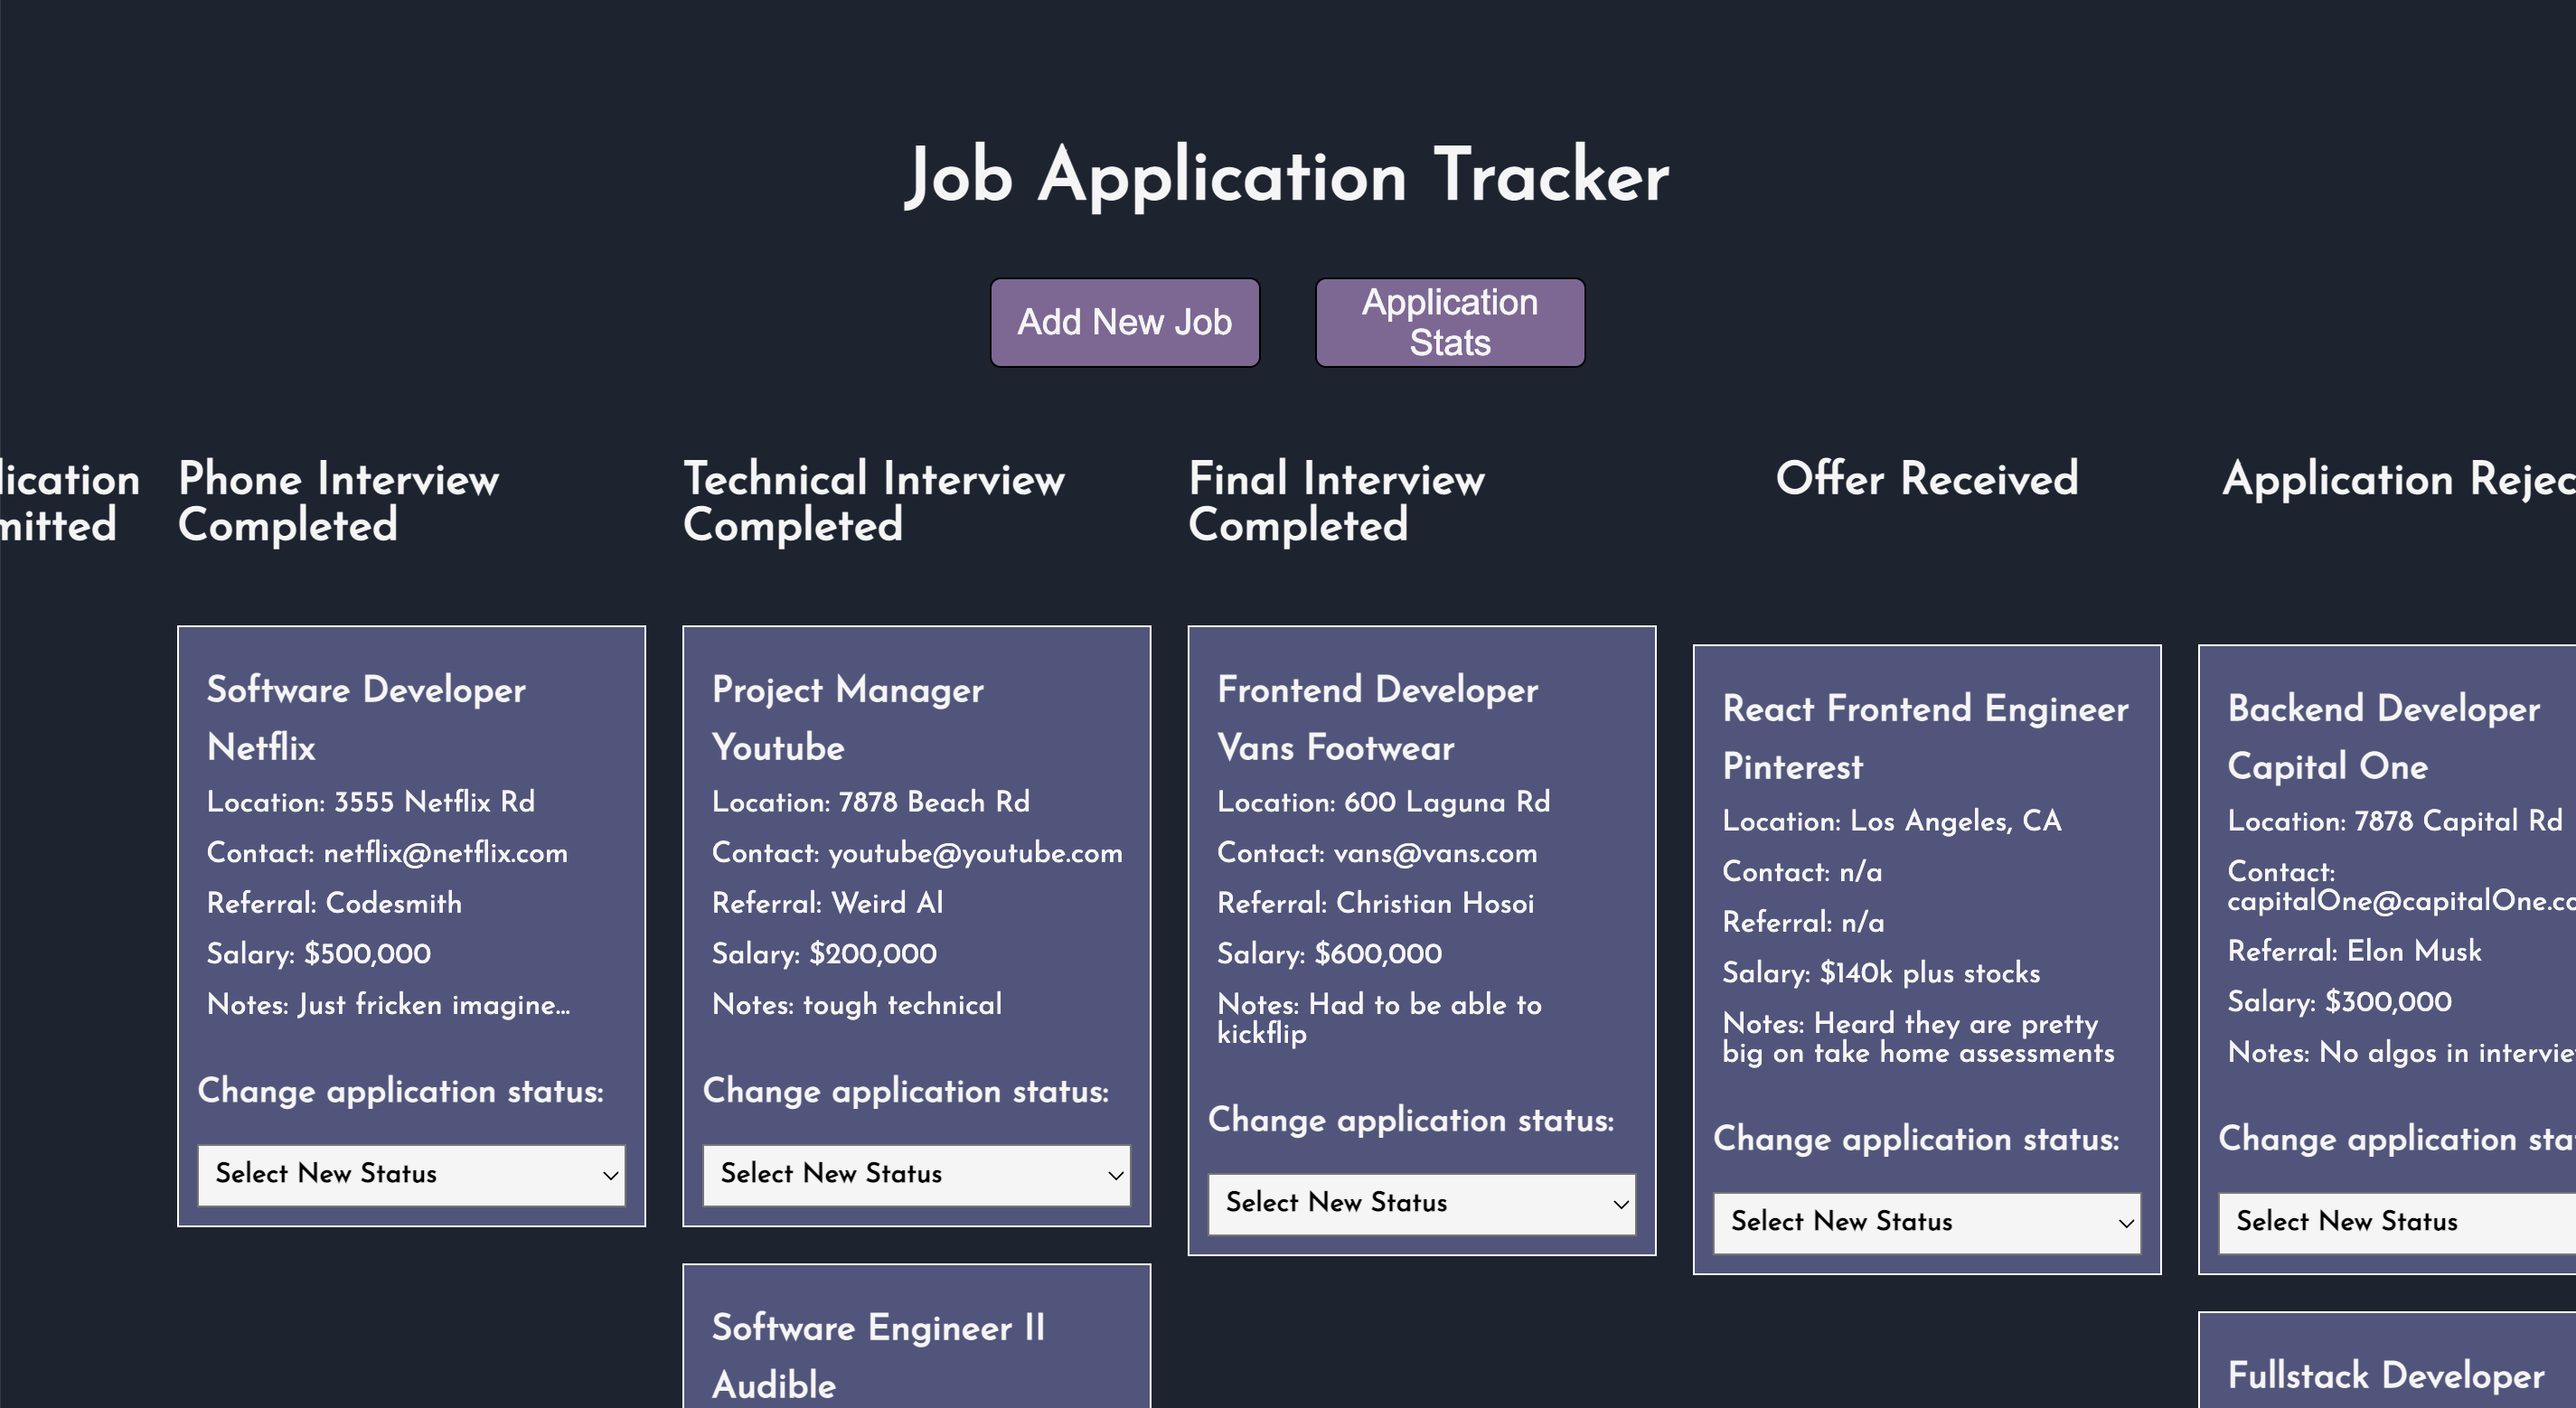 Job Application Tracker
Add New Job
Application
Stats
lication
mitted
Phone Interview
Completed
Technical Interview
Completed
Final Interview
Completed
Offer Received
Application Rejec
Software Developer
Netflix
Location: 3555 Netflix Rd
Contact: netflix@netflix.com
Referral: Codesmith
Salary: $500,000
Notes: Just fricken imagine...
Change application status:
Select New Status
Project Manager
Youtube
Location: 7878 Beach Rd
Contact: youtube@youtube.com
Referral: Weird Al
Salary: $200,000
Notes: tough technical
Change application status:
Select New Status
Software Engineer II
Audible
Frontend Developer
Vans Footwear
Location: 600 Laguna Rd
Contact: vans@vans.com
Referral: Christian Hosoi
Salary: $600,000
Notes: Had to be able to
kickflip
Change application status:
Select New Status
React Frontend Engineer
Pinterest
Location: Los Angeles, CA
Contact: n/a
Referral: n/a
Salary: $140k plus stocks
Notes: Heard they are pretty
big on take home assessments
Change application status:
Select New Status
Backend Developer
Capital One
Location: 7878 Capital Rd
Contact:
capitalOne@capitalOne.co
Referral: Elon Musk
Salary: $300,000
Notes: No algos in intervie
Change application sta
Select New Status
Fullstack Developer